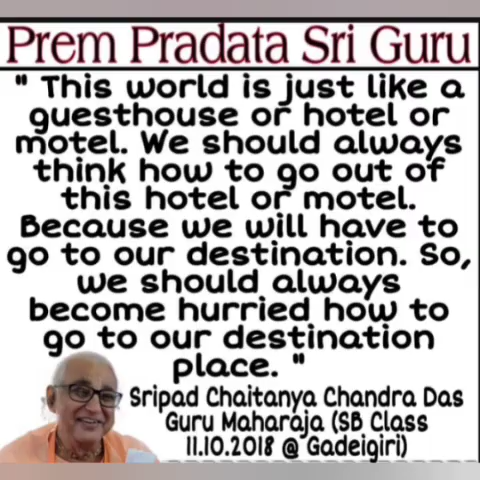 Prem Pradata Sri Guru
" This world is just like a
guesthouse or hotel or
motel. We should always
think how to go out of
this hotel or motel.
Because we will have to
go to our destination. So,
we should always
become hurried how to
go to our destination
place. "
Sripad Chaitanya Chandra Das
Guru Maharaja (SB Class
11.10.2018 @ Gadeigiri)